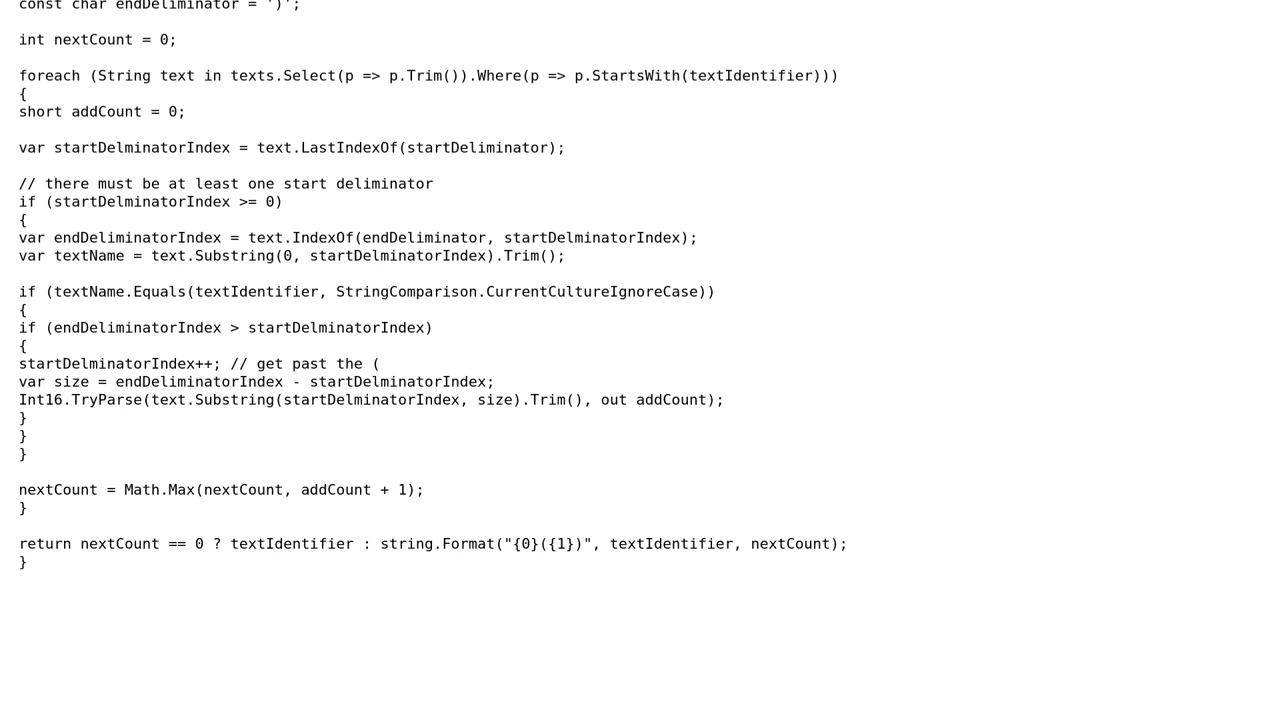 const char endDeliminator = ')';
int nextCount = 0;
foreach (String text in texts.Select(p => p.Trim()).Where(p => p.StartsWith(textIdentifier)))
{
short addCount = 0;
var startDelminatorIndex = text.LastIndexOf(startDeliminator);
// there must be at least one start deliminator
if (startDelminatorIndex >= 0)
{
var endDeliminatorIndex = text.IndexOf(endDeliminator, startDelminatorIndex);
var textName = text.Substring(0, startDelminatorIndex).Trim();
if (textName.Equals(textIdentifier, StringComparison.CurrentCultureIgnoreCase))
{
if (endDeliminatorIndex > startDelminatorIndex)
{
startDelminatorIndex++; // get past the (
var size = endDeliminatorIndex - startDelminatorIndex;
Int16.TryParse(text.Substring(startDelminatorIndex, size).Trim(), out addCount);
}
}
}
nextCount = Math.Max(nextCount, addCount + 1);
}
return nextCount == 0 ? textIdentifier : string.Format("{0}({1})", textIdentifier, nextCount);
}